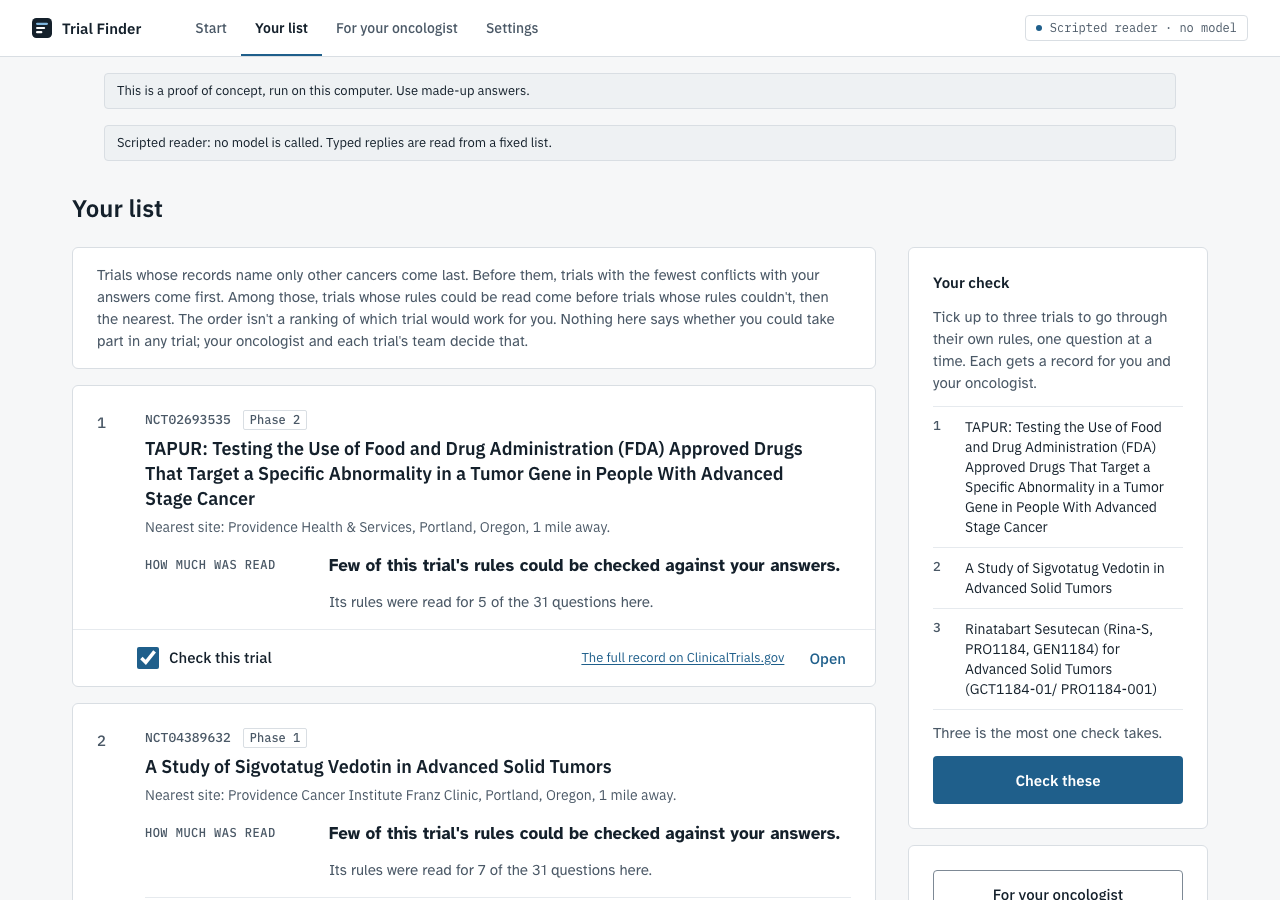 Trial Finder
Start
Your list
For your oncologist
Settings
Scripted reader · no model
This is a proof of concept, run on this computer. Use made-up answers.
Scripted reader: no model is called. Typed replies are read from a fixed list.
Your list
Trials whose records name only other cancers come last. Before them, trials with the fewest conflicts with your
answers come first. Among those, trials whose rules could be read come before trials whose rules couldn't, then
the nearest. The order isn't a ranking of which trial would work for you. Nothing here says whether you could take
part in any trial; your oncologist and each trial's team decide that.
1
NCT02693535 Phase 2
TAPUR: Testing the Use of Food and Drug Administration (FDA) Approved Drugs
That Target a Specific Abnormality in a Tumor Gene in People With Advanced
Stage Cancer
Nearest site: Providence Health & Services, Portland, Oregon, 1 mile away.
HOW MUCH WAS READ
Few of this trial's rules could be checked against your answers.
Its rules were read for 5 of the 31 questions here.
Check this trial
The full record on ClinicalTrials.gov
Open
2
NCT04389632 Phase 1
A Study of Sigvotatug Vedotin in Advanced Solid Tumors
Nearest site: Providence Cancer Institute Franz Clinic, Portland, Oregon, 1 mile away.
HOW MUCH WAS READ
Few of this trial's rules could be checked against your answers.
Its rules were read for 7 of the 31 questions here.
Your check
Tick up to three trials to go through
their own rules, one question at a
time. Each gets a record for you and
your oncologist.
1
TAPUR: Testing the Use of Food
and Drug Administration (FDA)
Approved Drugs That Target a
Specific Abnormality in a Tumor
Gene in People With Advanced
Stage Cancer
2
A Study of Sigvotatug Vedotin in
Advanced Solid Tumors
3
Rinatabart Sesutecan (Rina-S,
PRO1184, GEN1184) for
Advanced Solid Tumors
(GCT1184-01/ PRO1184-001)
Three is the most one check takes.
Check these
For your oncologist